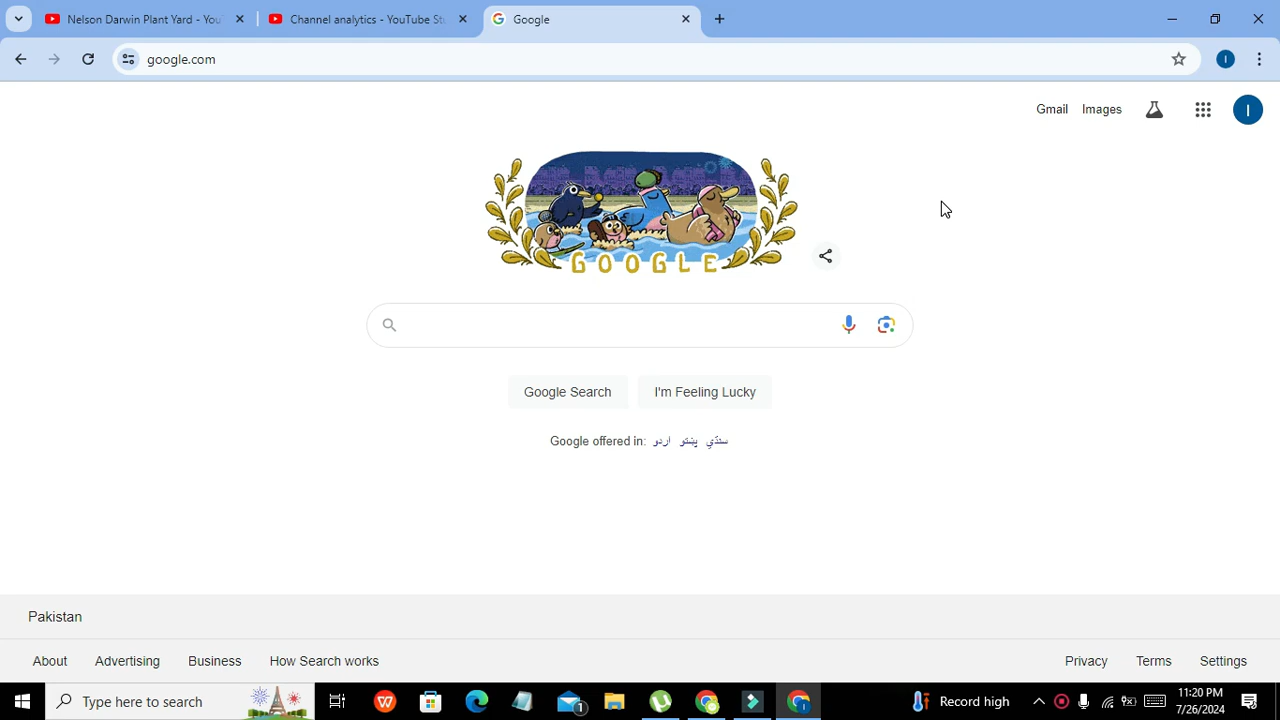 Nelson Darwin Plant Yard - You
Channel analytics - YouTube Stu
Google
google.com
I
Gmail
Images
I
GOOGLE
Google Search
I'm Feeling Lucky
Google offered in: اردو پښتو سنڌي
Pakistan
About
Advertising
Business
How Search works
Privacy
Terms
Settings
Type here to search
W
1
I
Record high
11:20 PM
7/26/2024